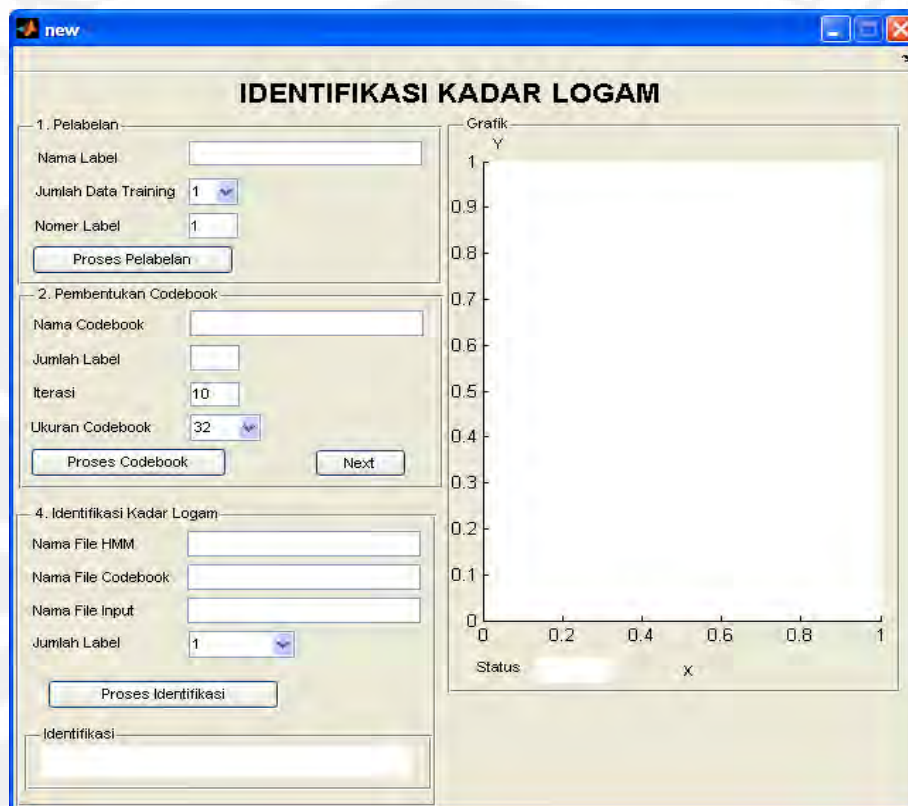 new
IDENTIFIKASI KADAR LOGAM
1. Pelabelan
Nama Label
Jumlah Data Training 1
Nomer Label 1
Proses Pelabelan
2. Pembentukan Codebook
Nama Codebook
Jumlah Label
Iterasi 10
Ukuran Codebook 32
Proses Codebook Next
4. Identifikasi Kadar Logam
Nama File HMM
Nama File Codebook
Nama File Input
Jumlah Label 1
Proses Identifikasi
Identifikasi
Grafik
Y
1
0.9
0.8
0.7
0.6
0.5
0.4
0.3
0.2
0.1
0
0 0.2 0.4 0.6 0.8 1
Status X